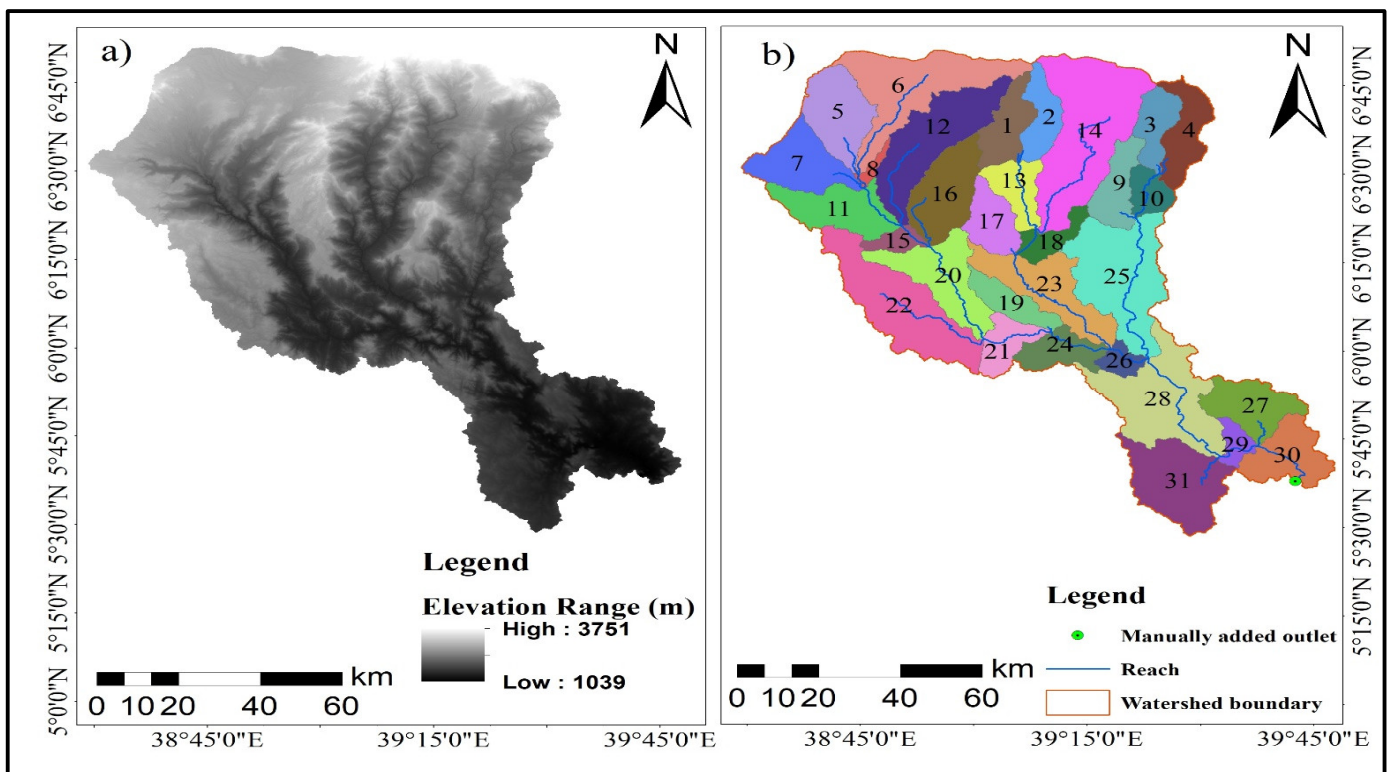 a)
N
6°45'0"N
6°30'0"N
6°15'0"N
6°0'0"N
5°45'0"N
5°30'0"N
5°15'0"N
5°0'0"N
Legend
Elevation Range (m)
High : 3751
Low : 1039
km
0 10 20 40 60
38°45'0"E 39°15'0"E 39°45'0"E
b)
N
6
5
12
1
2
14
3
4
7
8
13
9
10
11
16
17
15
18
20
25
23
22
19
21
24
26
28
27
29
30
31
6°45'0"N
6°30'0"N
6°15'0"N
6°0'0"N
5°45'0"N
5°30'0"N
5°15'0"N
Legend
Manually added outlet
Reach
Watershed boundary
km
0 10 20 40 60
38°45'0"E 39°15'0"E 39°45'0"E